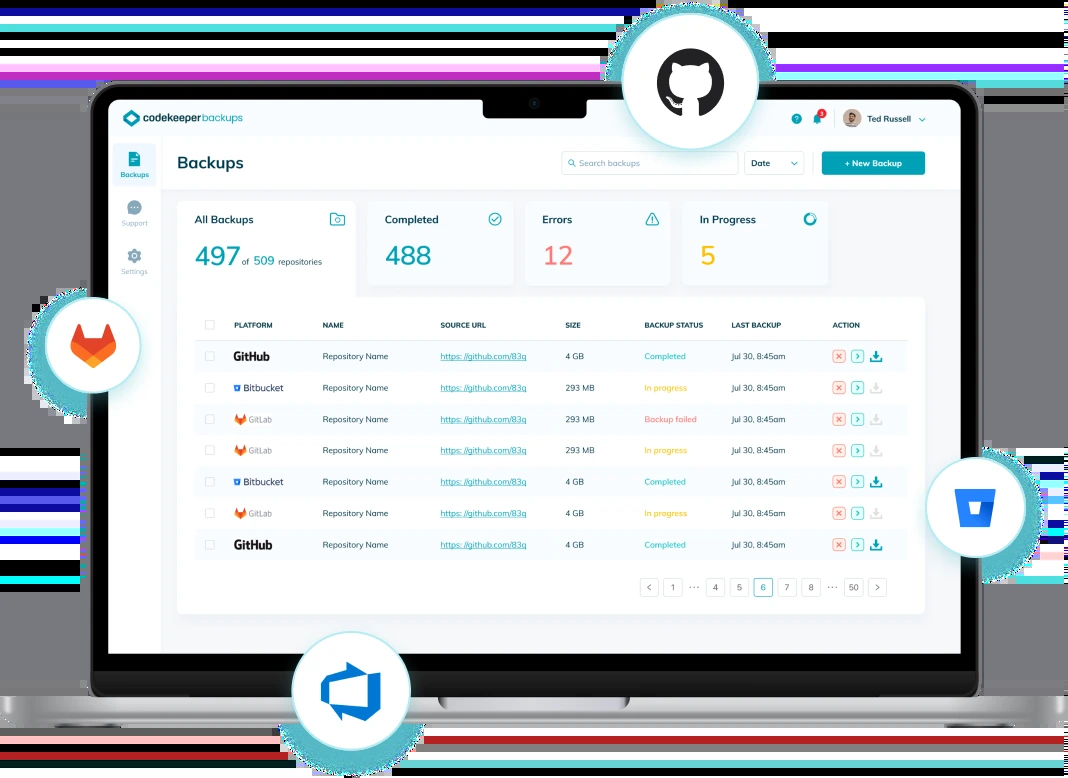 codekeeper backups
3
Ted Russell
Backups
Backups
Search backups
Date
+ New Backup
Support
Settings
All Backups
497 of 509 repositories
Completed
488
Errors
12
In Progress
5
PLATFORM NAME SOURCE URL SIZE BACKUP STATUS LAST BACKUP ACTION
GitHub Repository Name https: //github.com/83q 4 GB Completed Jul 30, 8:45am
Bitbucket Repository Name https: //github.com/83q 293 MB In progress Jul 30, 8:45am
GitLab Repository Name https: //github.com/83q 293 MB Backup failed Jul 30, 8:45am
GitLab Repository Name https: //github.com/83q 293 MB In progress Jul 30, 8:45am
Bitbucket Repository Name https: //github.com/83q 4 GB Completed Jul 30, 8:45am
GitLab Repository Name https: //github.com/83q 4 GB In progress Jul 30, 8:45am
GitHub Repository Name https: //github.com/83q 4 GB Completed Jul 30, 8:45am
< 1 ··· 4 5 6 7 8 ··· 50 >